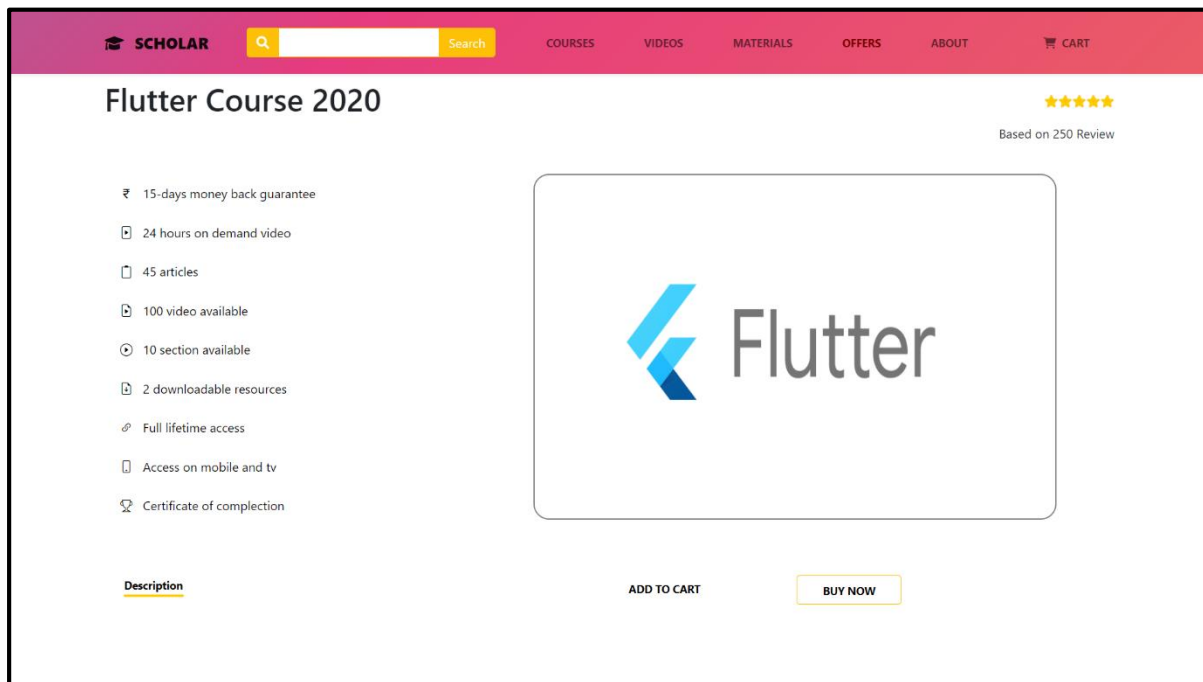 SCHOLAR Search COURSES VIDEOS MATERIALS OFFERS ABOUT CART
Flutter Course 2020
Based on 250 Review
₹ 15-days money back guarantee
24 hours on demand video
45 articles
100 video available
10 section available
2 downloadable resources
Full lifetime access
Access on mobile and tv
Certificate of complection
Flutter
Description ADD TO CART BUY NOW